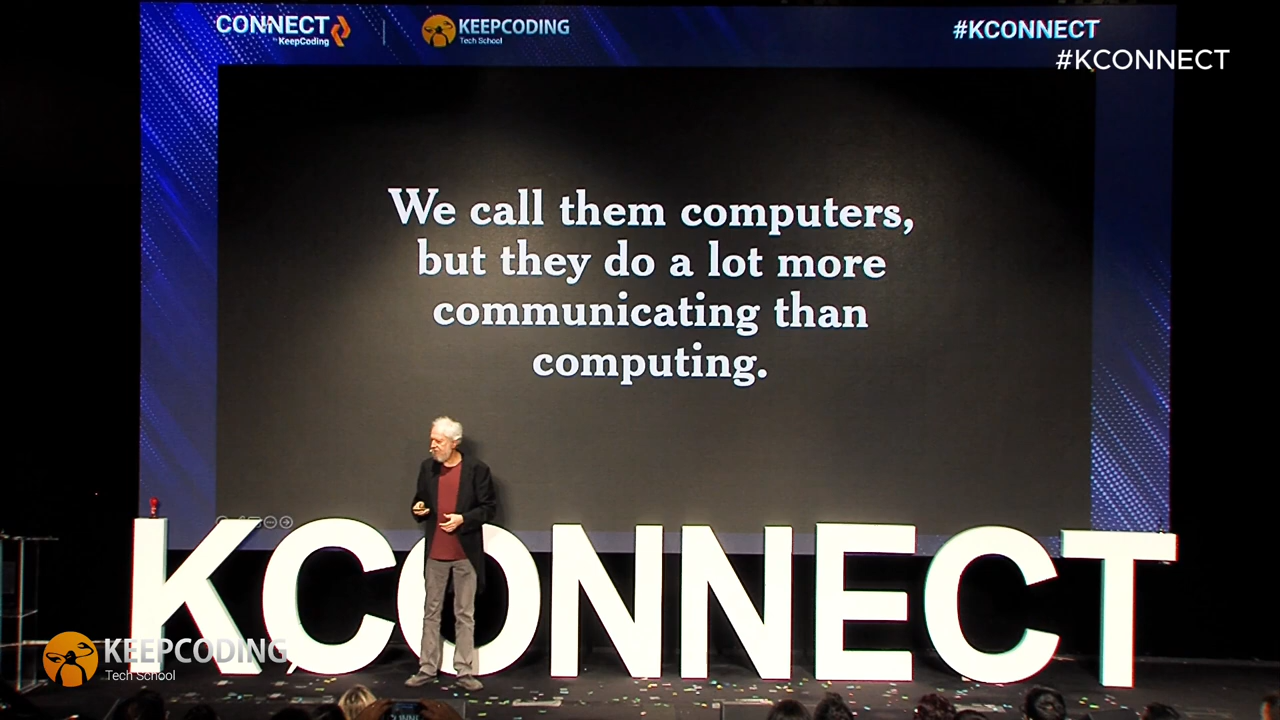 CONNECT
by KeepCoding
KEEPCODING
Tech School
#KCONNECT
#KCONNECT
We call them computers,
but they do a lot more
communicating than
computing.
KCONNECT
KEEPCODING
Tech School